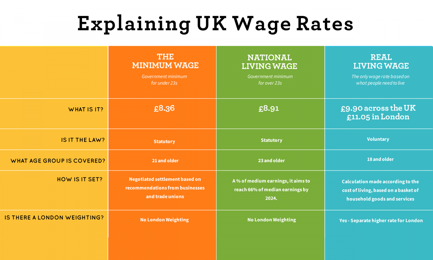 Explaining UK Wage Rates
THE
MINIMUM WAGE
Government minimum
for under 23s
NATIONAL
LIVING WAGE
Government minimum
for over 23s
REAL
LIVING WAGE
The only wage rate based on
what people need to live
WHAT IS IT?
£8.36
£8.91
£9.90 across the UK
£11.05 in London
IS IT THE LAW?
Statutory
Statutory
Voluntary
WHAT AGE GROUP IS COVERED?
21 and older
23 and older
18 and older
HOW IS IT SET?
Negotiated settlement based on
recommendations from businesses
and trade unions
A % of medium earnings, it aims to
reach 66% of median earnings by
2024.
Calculation made according to the
cost of living, based on a basket of
household goods and services
IS THERE A LONDON WEIGHTING?
No London Weighting
No London Weighting
Yes - Separate higher rate for London